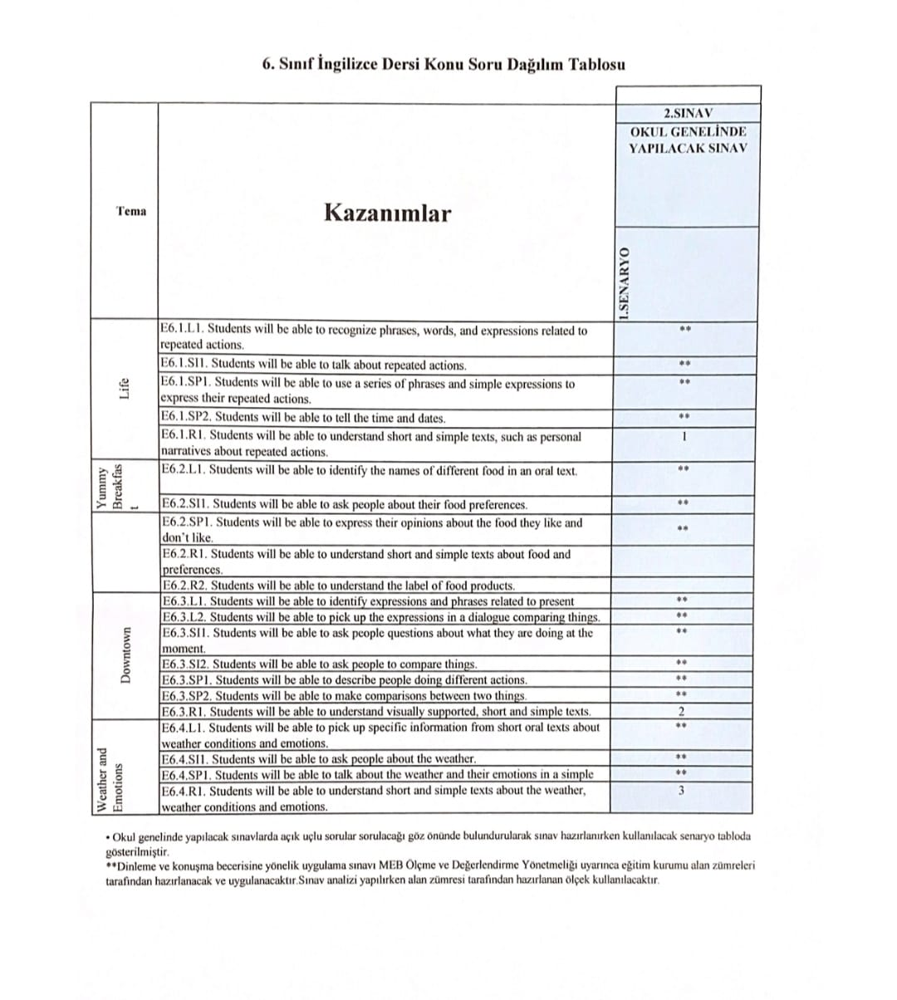 6. Sınıf İngilizce Dersi Konu Soru Dağılım Tablosu
2.SINAV
OKUL GENELİNDE
YAPILACAK SINAV
Tema
Kazanımlar
1.SENARYO
Life
E6.1.L1. Students will be able to recognize phrases, words, and expressions related to
repeated actions.
**
E6.1.SI1. Students will be able to talk about repeated actions.
**
E6.1.SP1. Students will be able to use a series of phrases and simple expressions to
express their repeated actions.
**
E6.1.SP2. Students will be able to tell the time and dates.
**
E6.1.R1. Students will be able to understand short and simple texts, such as personal
narratives about repeated actions.
1
Yummy
Breakfas
t
E6.2.L1. Students will be able to identify the names of different food in an oral text.
**
E6.2.SI1. Students will be able to ask people about their food preferences.
**
E6.2.SP1. Students will be able to express their opinions about the food they like and
don't like.
**
E6.2.R1. Students will be able to understand short and simple texts about food and
preferences.
E6.2.R2. Students will be able to understand the label of food products.
Downtown
E6.3.L1. Students will be able to identify expressions and phrases related to present
**
E6.3.L2. Students will be able to pick up the expressions in a dialogue comparing things.
**
E6.3.SI1. Students will be able to ask people questions about what they are doing at the
moment.
**
E6.3.SI2. Students will be able to ask people to compare things.
**
E6.3.SP1. Students will be able to describe people doing different actions.
**
E6.3.SP2. Students will be able to make comparisons between two things.
**
E6.3.R1. Students will be able to understand visually supported, short and simple texts.
2
Weather and
Emotions
E6.4.L1. Students will be able to pick up specific information from short oral texts about
weather conditions and emotions.
**
E6.4.SI1. Students will be able to ask people about the weather.
**
E6.4.SP1. Students will be able to talk about the weather and their emotions in a simple
**
E6.4.R1. Students will be able to understand short and simple texts about the weather,
weather conditions and emotions.
3
• Okul genelinde yapılacak sınavlarda açık uçlu sorular sorulacağı göz önünde bulundurularak sınav hazırlanırken kullanılacak senaryo tabloda
gösterilmiştir.
**Dinleme ve konuşma becerisine yönelik uygulama sınavı MEB Ölçme ve Değerlendirme Yönetmeliği uyarınca eğitim kurumu alan zümreleri
tarafından hazırlanacak ve uygulanacaktır.Sınav analizi yapılırken alan zümresi tarafından hazırlanan ölçek kullanılacaktır.